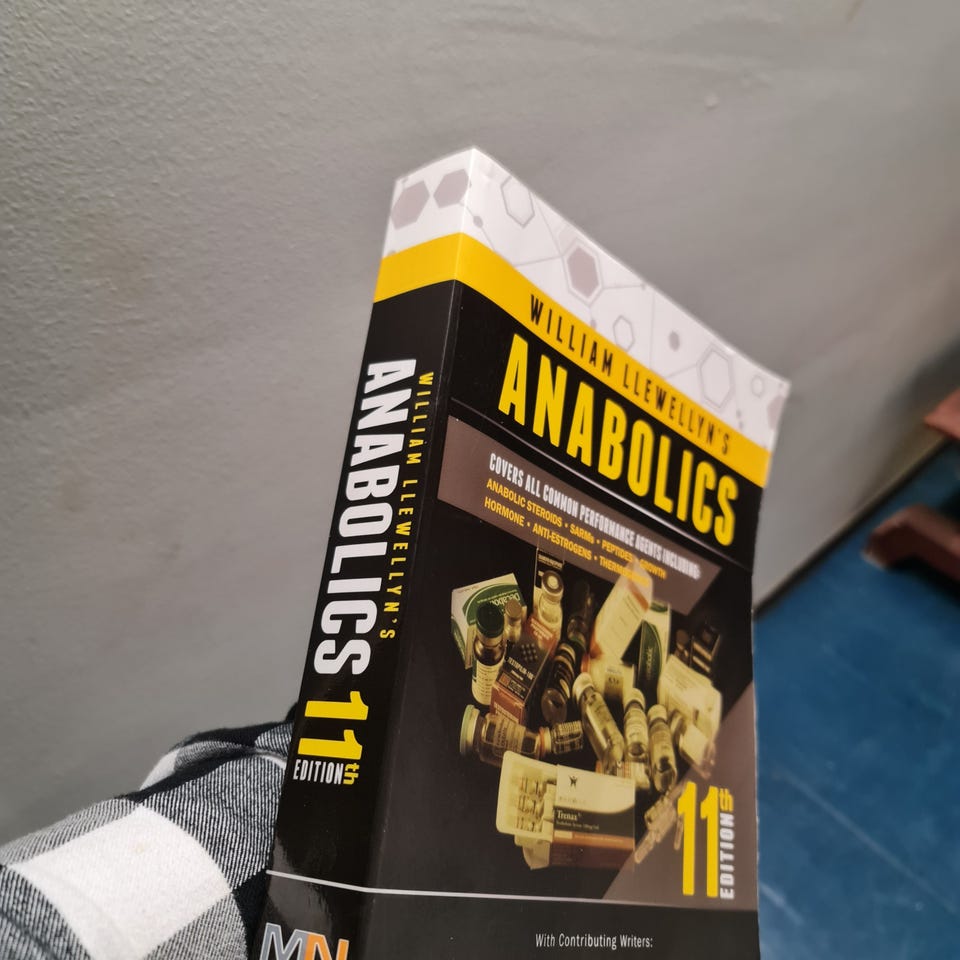 WILLIAM LLEWELLYN'S
ANABOLICS
COVERS ALL COMMON PERFORMANCE AGENTS INCLUDING:
ANABOLIC STEROIDS • SARMs • PEPTIDES • GROWTH
HORMONE • ANTI-ESTROGENS •
Trenax
11th
EDITION
With Contributing Writers:
WILLIAM LLEWELLYN'S
ANABOLICS
11th
EDITION
MN